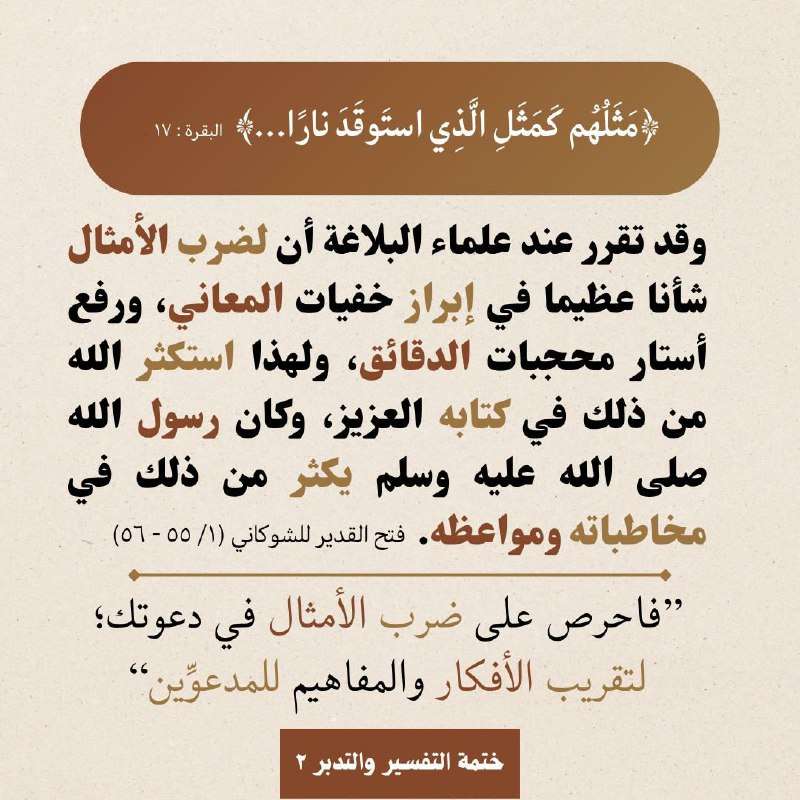 ﴿مَثَلُهُم كَمَثَلِ الَّذِي استَوقَدَ نارًا...﴾ البقرة : ١٧
وقد تقرر عند علماء البلاغة أن لضرب الأمثال
شأنا عظيما في إبراز خفيات المعاني، ورفع
أستار محجبات الدقائق، ولهذا استكثر الله
من ذلك في كتابه العزيز، وكان رسول الله
صلى الله عليه وسلم يكثر من ذلك في
مخاطباته ومواعظه. فتح القدير للشوكاني (١/ ٥٥ - ٥٦)
”فاحرص على ضرب الأمثال في دعوتك؛
لتقريب الأفكار والمفاهيم للمدعوِّين“
ختمة التفسير والتدبر ٢